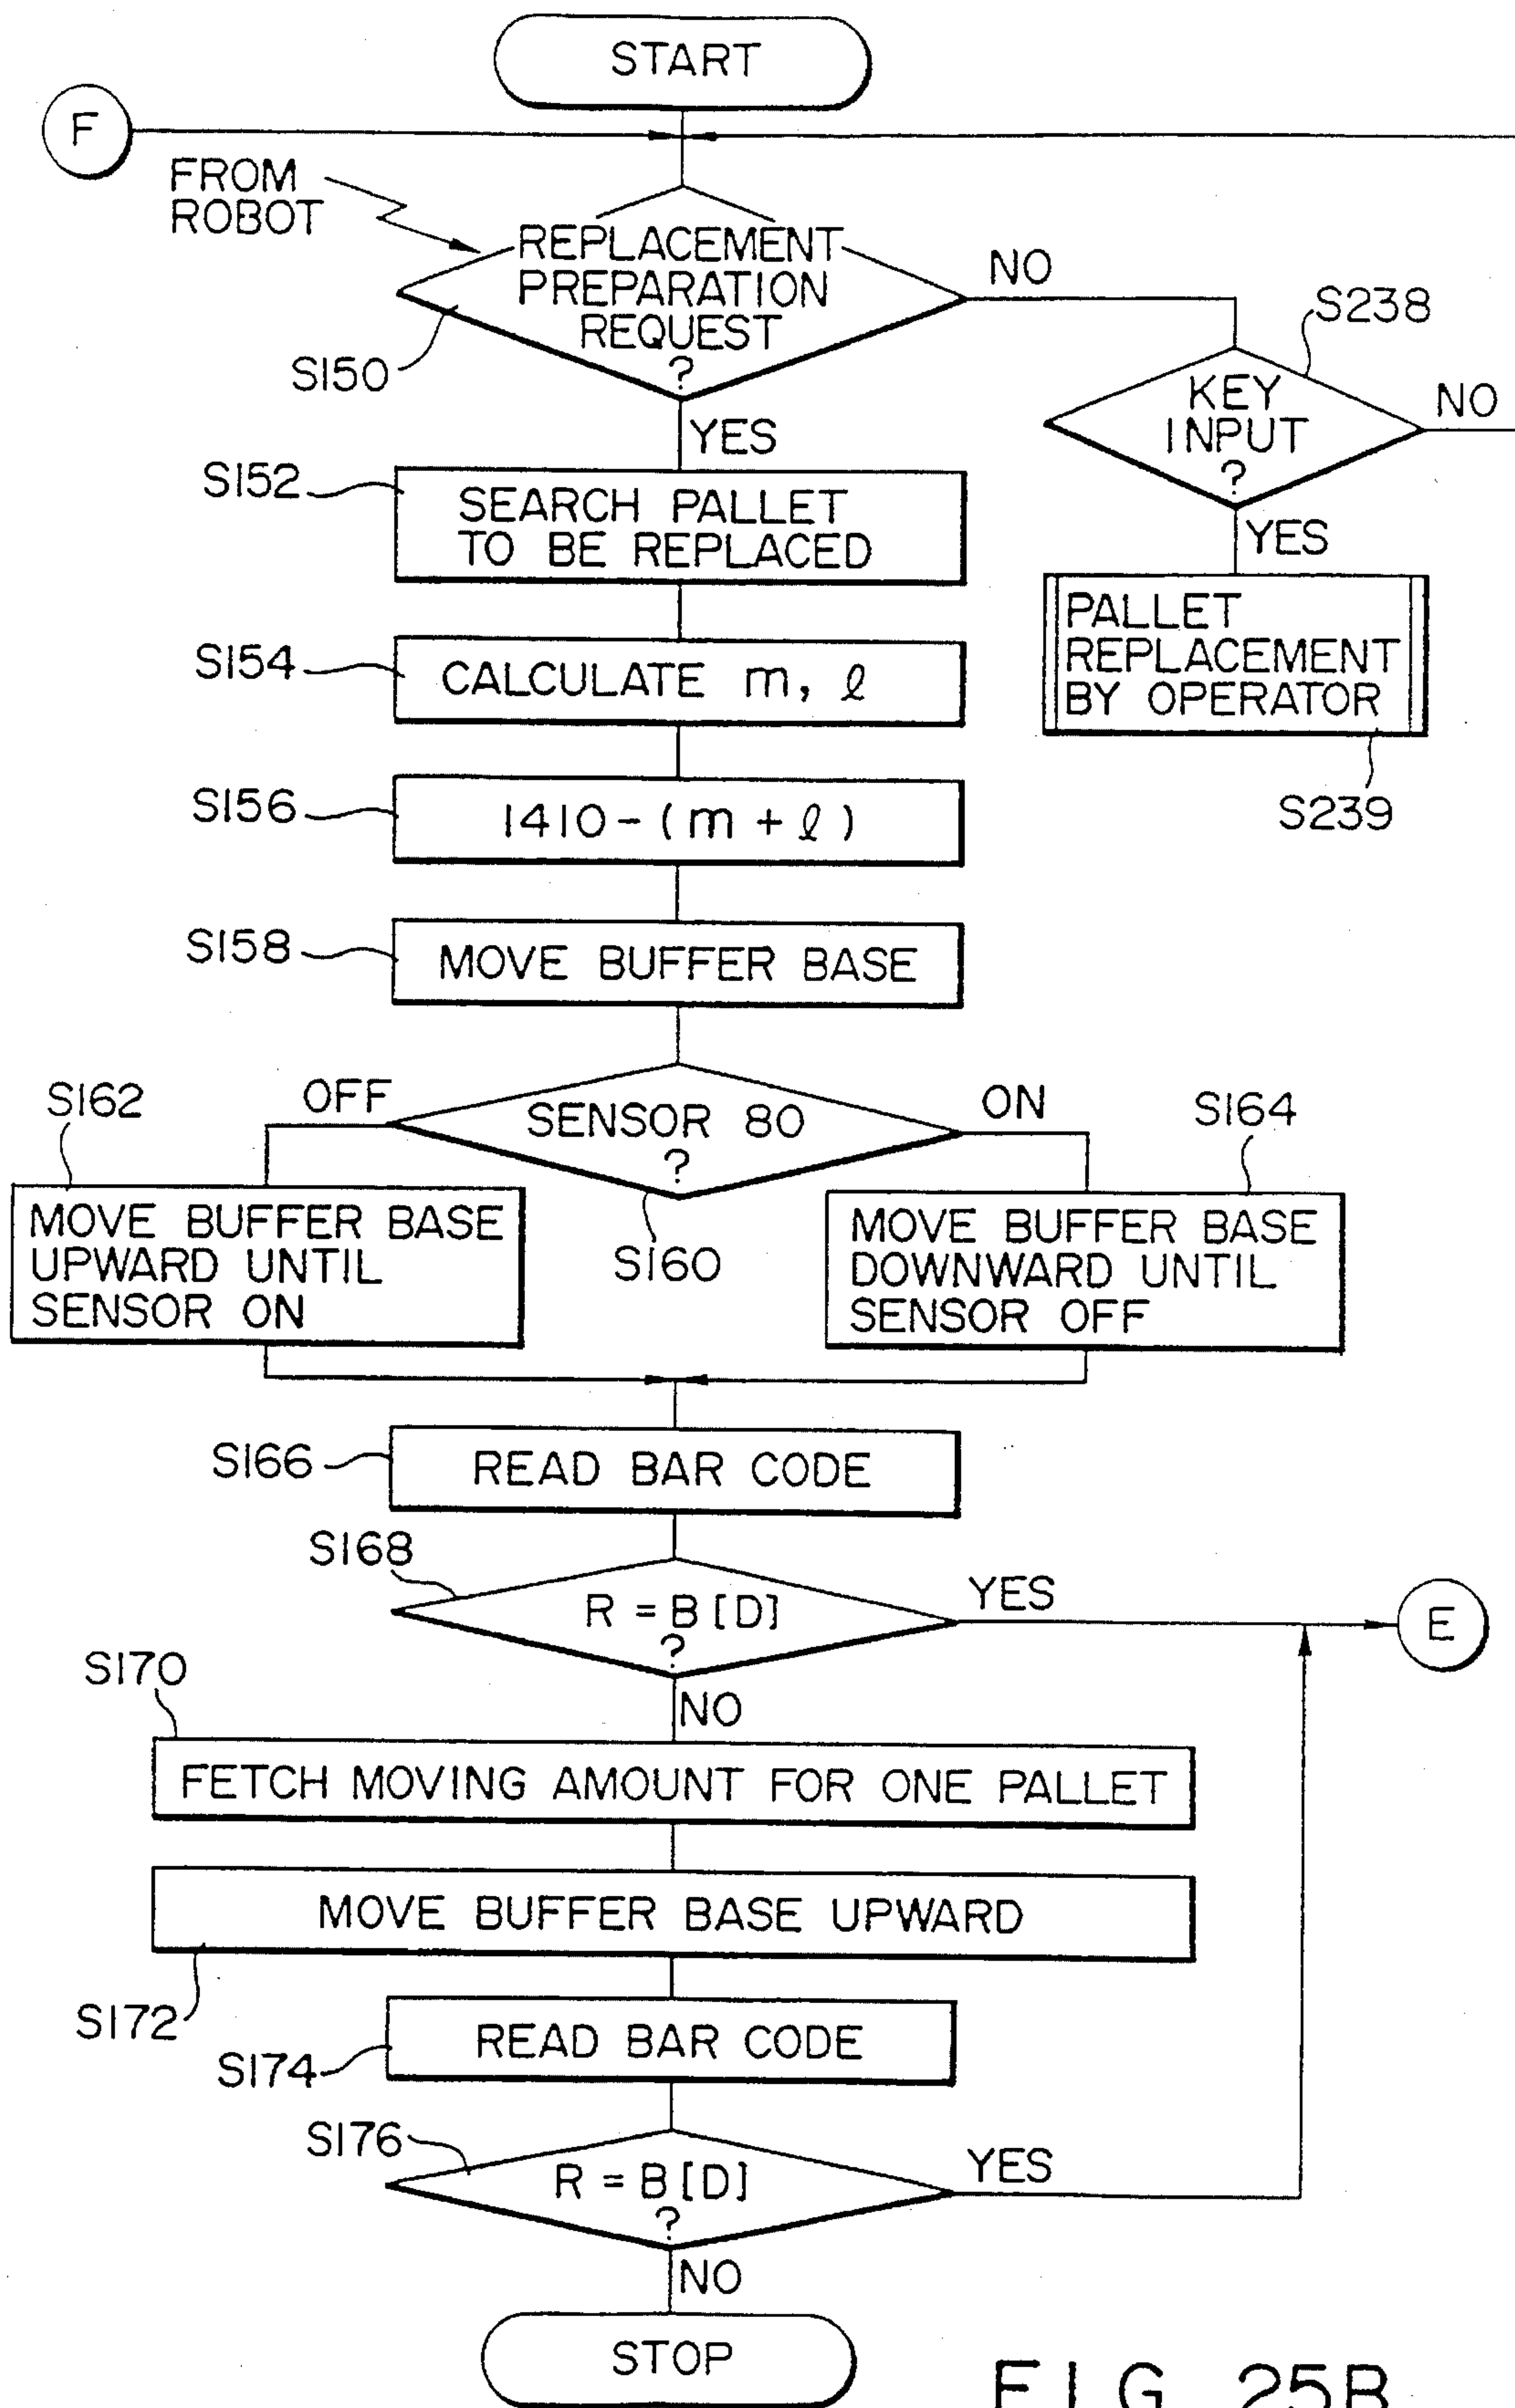 START
F
FROM
ROBOT
REPLACEMENT
PREPARATION
REQUEST
?
NO
S150
S238
KEY
INPUT
?
NO
YES
YES
S152
SEARCH PALLET
TO BE REPLACED
PALLET
REPLACEMENT
BY OPERATOR
S239
S154
CALCULATE m, ℓ
S156
1410-(m+ℓ)
S158
MOVE BUFFER BASE
S162
OFF
SENSOR 80
?
ON
S164
S160
MOVE BUFFER BASE
UPWARD UNTIL
SENSOR ON
MOVE BUFFER BASE
DOWNWARD UNTIL
SENSOR OFF
S166
READ BAR CODE
S168
R = B [D]
?
YES
E
S170
NO
FETCH MOVING AMOUNT FOR ONE PALLET
MOVE BUFFER BASE UPWARD
S172
READ BAR CODE
S174
S176
R = B [D]
?
YES
NO
STOP
FIG. 25B